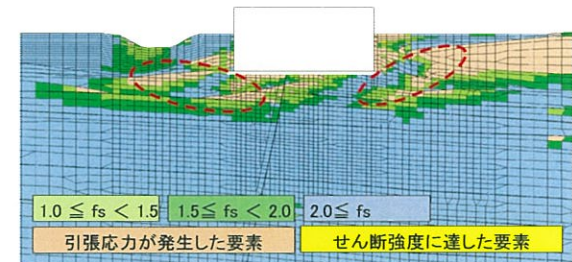 1.0 ≦ fs < 1.5 1.5≦ fs < 2.0 2.0≦ fs
引張応力が発生した要素 せん断強度に達した要素